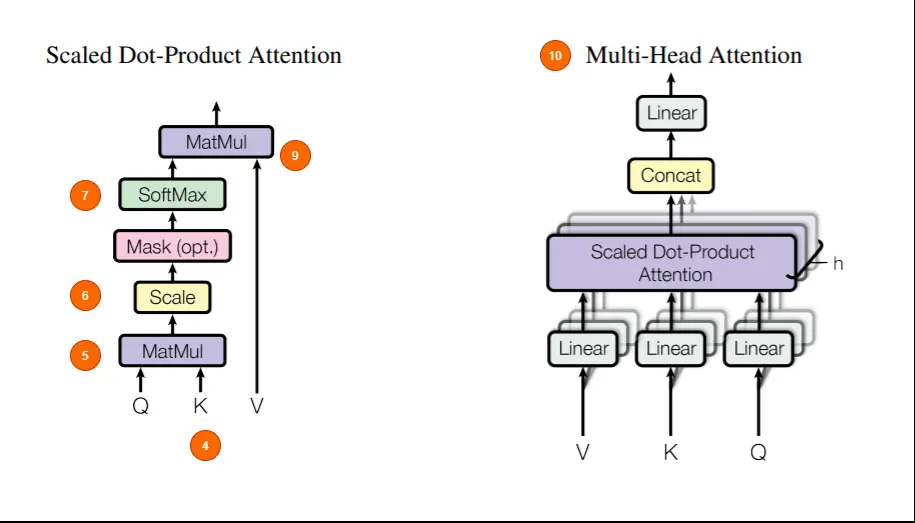 Scaled Dot-Product Attention
MatMul
9
7
SoftMax
Mask (opt.)
6
Scale
5
MatMul
Q K V
4
10 Multi-Head Attention
Linear
Concat
Scaled Dot-Product
Attention
h
Linear Linear Linear
V K Q